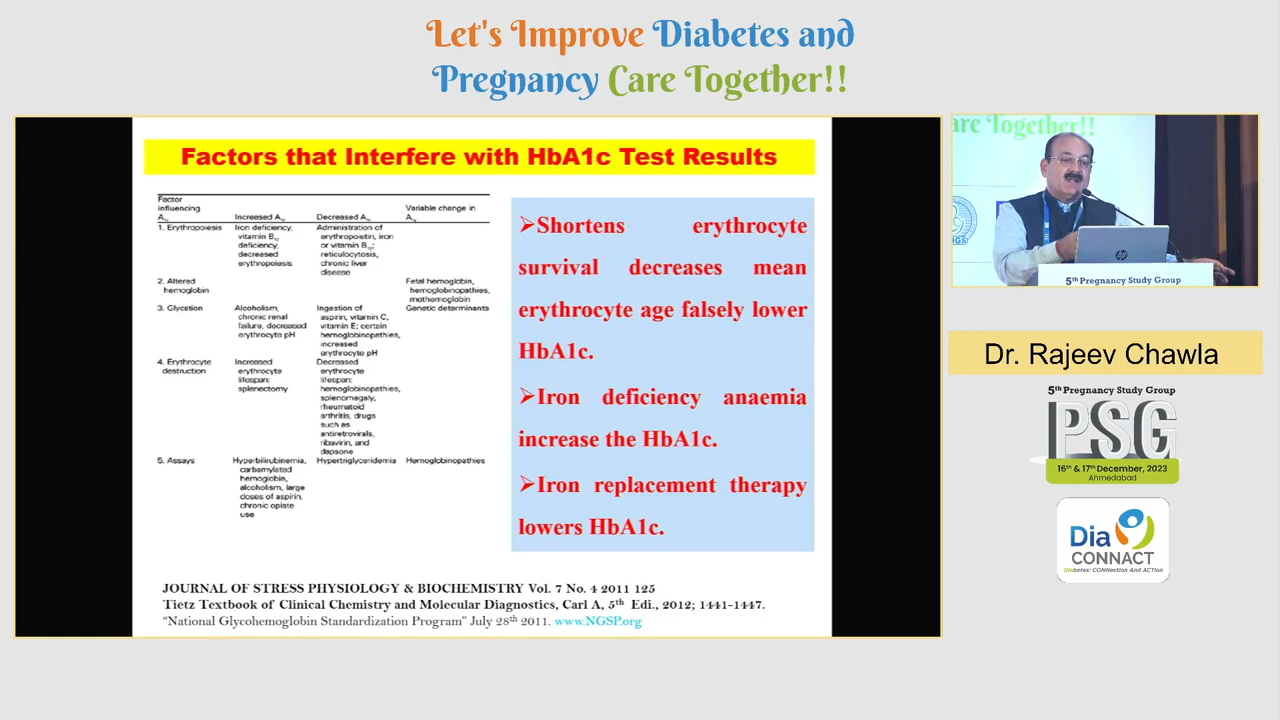 Let's Improve Diabetes and
Pregnancy Care Together!!
Factors that Interfere with HbA1c Test Results
Factor
influencing
A1c
Increased A1c
Decreased A1c
Variable change in
A1c
1. Erythropoiesis
Iron deficiency,
vitamin B12
deficiency,
decreased
erythropoiesis
Administration of
erythropoietin, iron
or vitamin B12;
reticulocytosis,
chronic liver
disease
2. Altered
hemoglobin
Fetal hemoglobin,
hemoglobinopathies,
methemoglobin
3. Glycation
Alcoholism,
chronic renal
failure, decreased
erythrocyte pH
Ingestion of
aspirin, vitamin C,
vitamin E; certain
hemoglobinopathies,
increased
erythrocyte pH
Genetic determinants
4. Erythrocyte
destruction
Increased
erythrocyte
lifespan:
splenectomy
Decreased
erythrocyte
lifespan:
hemoglobinopathies,
splenomegaly,
rheumatoid
arthritis, drugs
such as
antiretrovirals,
ribavirin, and
dapsone
5. Assays
Hyperbilirubinemia,
carbamylated
hemoglobin,
alcoholism, large
doses of aspirin,
chronic opiate
use
Hypertriglyceridemia
Hemoglobinopathies
➢Shortens erythrocyte
survival decreases mean
erythrocyte age falsely lower
HbA1c.
➢Iron deficiency anaemia
increase the HbA1c.
➢Iron replacement therapy
lowers HbA1c.
JOURNAL OF STRESS PHYSIOLOGY & BIOCHEMISTRY Vol. 7 No. 4 2011 125
Tietz Textbook of Clinical Chemistry and Molecular Diagnostics, Carl A, 5th Edi., 2012; 1441-1447.
"National Glycohemoglobin Standardization Program" July 28th 2011. www.NGSP.org
are Together!!
hp
5th Pregnancy Study Group
Dr. Rajeev Chawla
5th Pregnancy Study Group
PSG
16th & 17th December, 2023
Ahmedabad
Dia
CONNACT
Diabetes: CONNection And ACTion